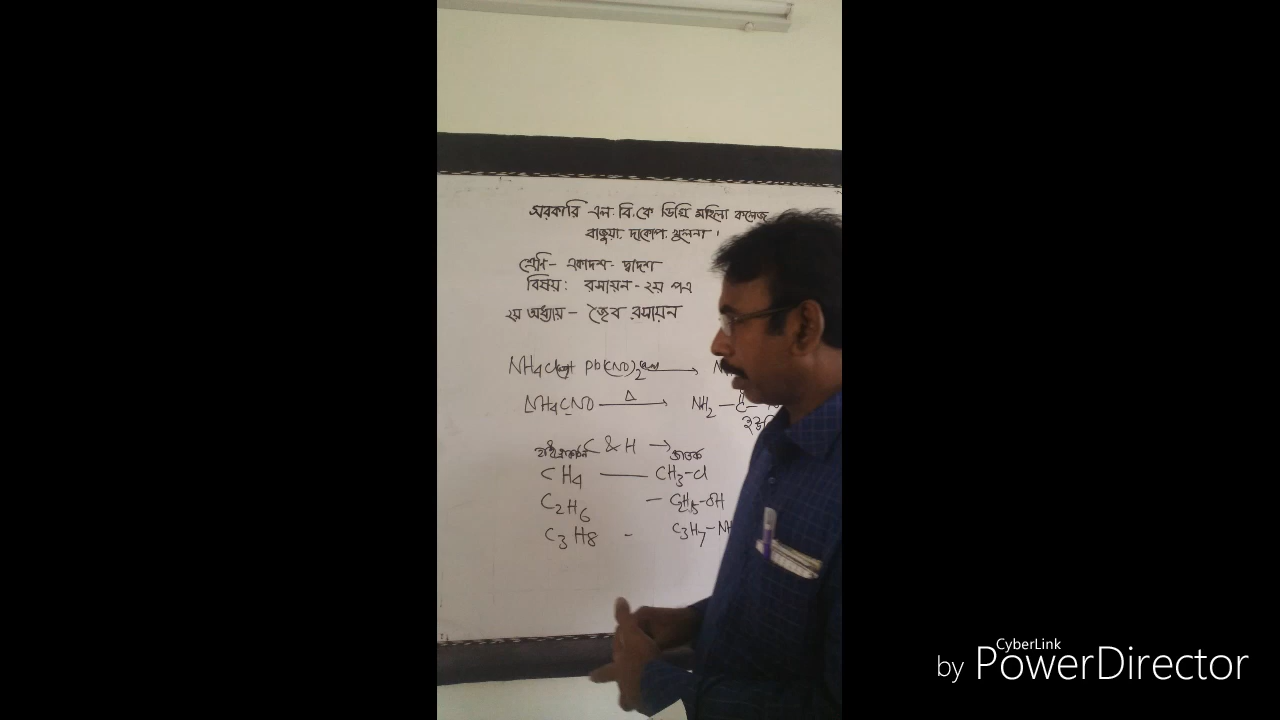 সরকারি এল. বি. কে ডিগ্রি মহিলা কলেজ
বাজুয়া. দাকোপ. খুলনা।
শ্রেনি - একাদশ - দ্বাদশ
বিষয়: রসায়ন - ২য় পত্র
২য় অধ্যায় - জৈব রসায়ন
NH4Cl + Pb(CNO)2 →
NH4CNO —Δ→ NH2 - C -
C & H →
CH4 — CH3-Cl
C2H6 — C2H5-OH
C3H8 - C3H7-NH
CyberLink
by PowerDirector